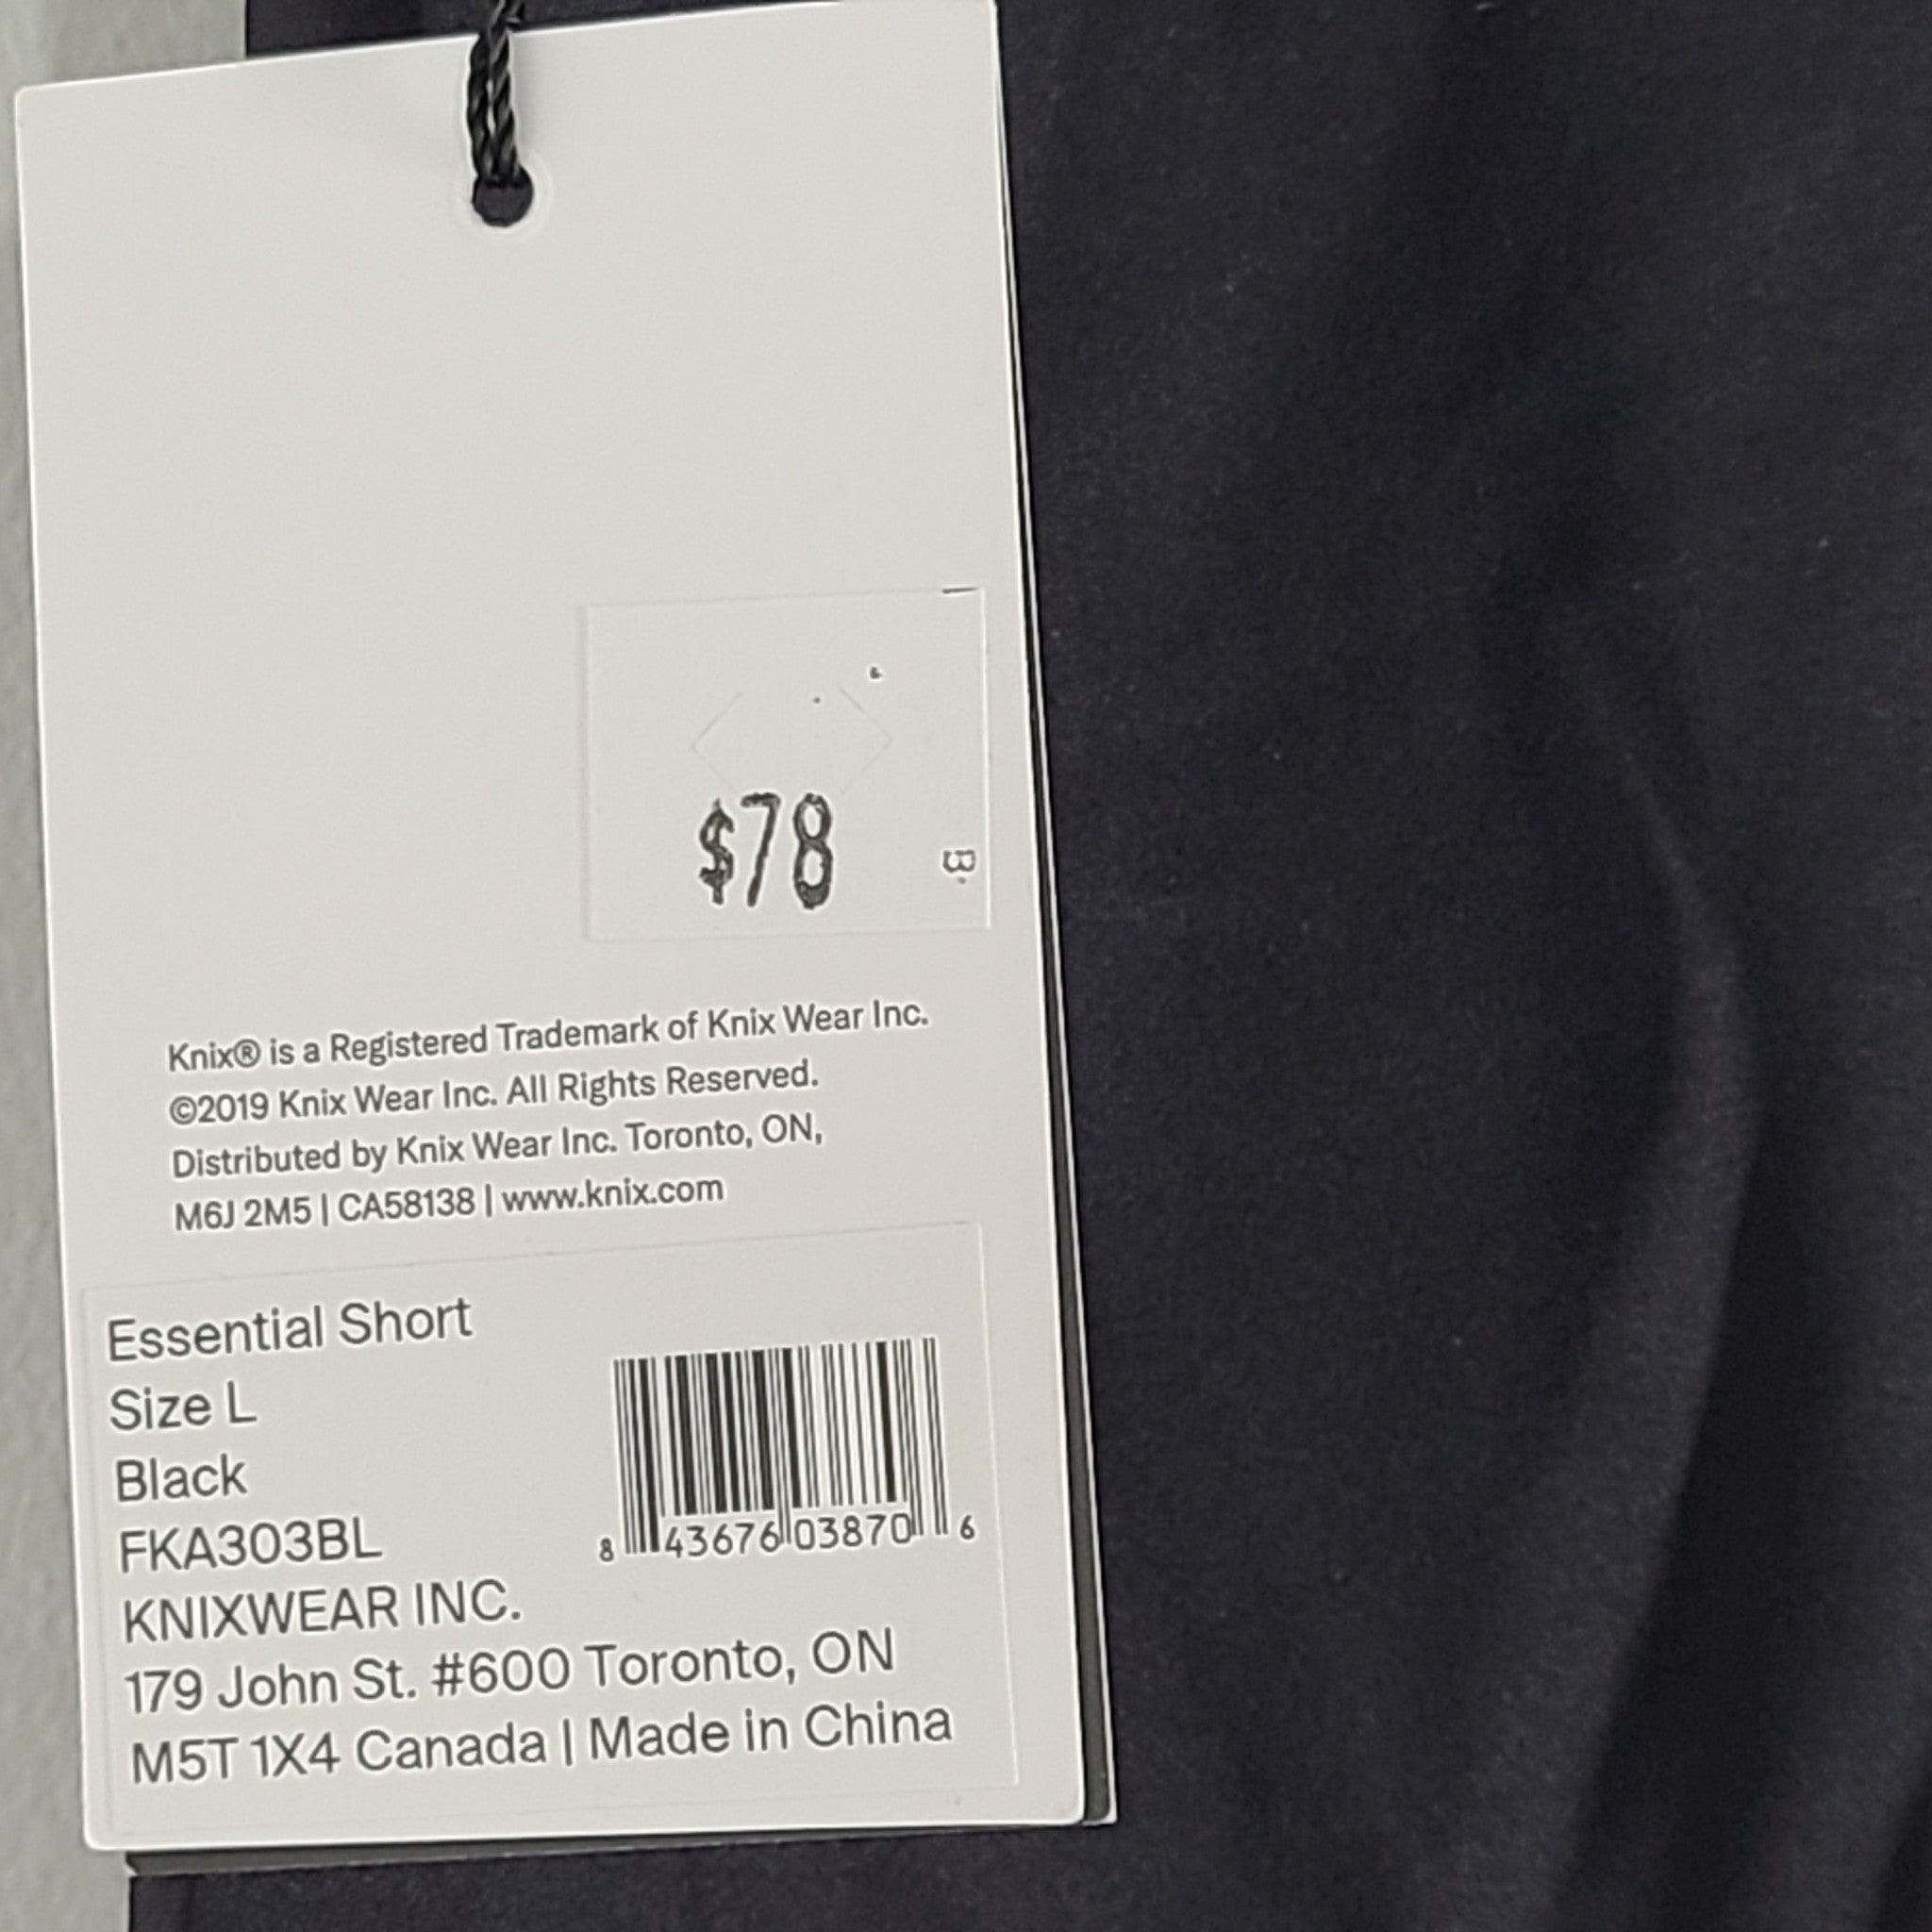 $78
B
Knix® is a Registered Trademark of Knix Wear Inc.
©2019 Knix Wear Inc. All Rights Reserved.
Distributed by Knix Wear Inc. Toronto, ON,
M6J 2M5 | CA58138 | www.knix.com
Essential Short
Size L
Black
FKA303BL
8 43676 03870 6
KNIXWEAR INC.
179 John St. #600 Toronto, ON
M5T 1X4 Canada | Made in China